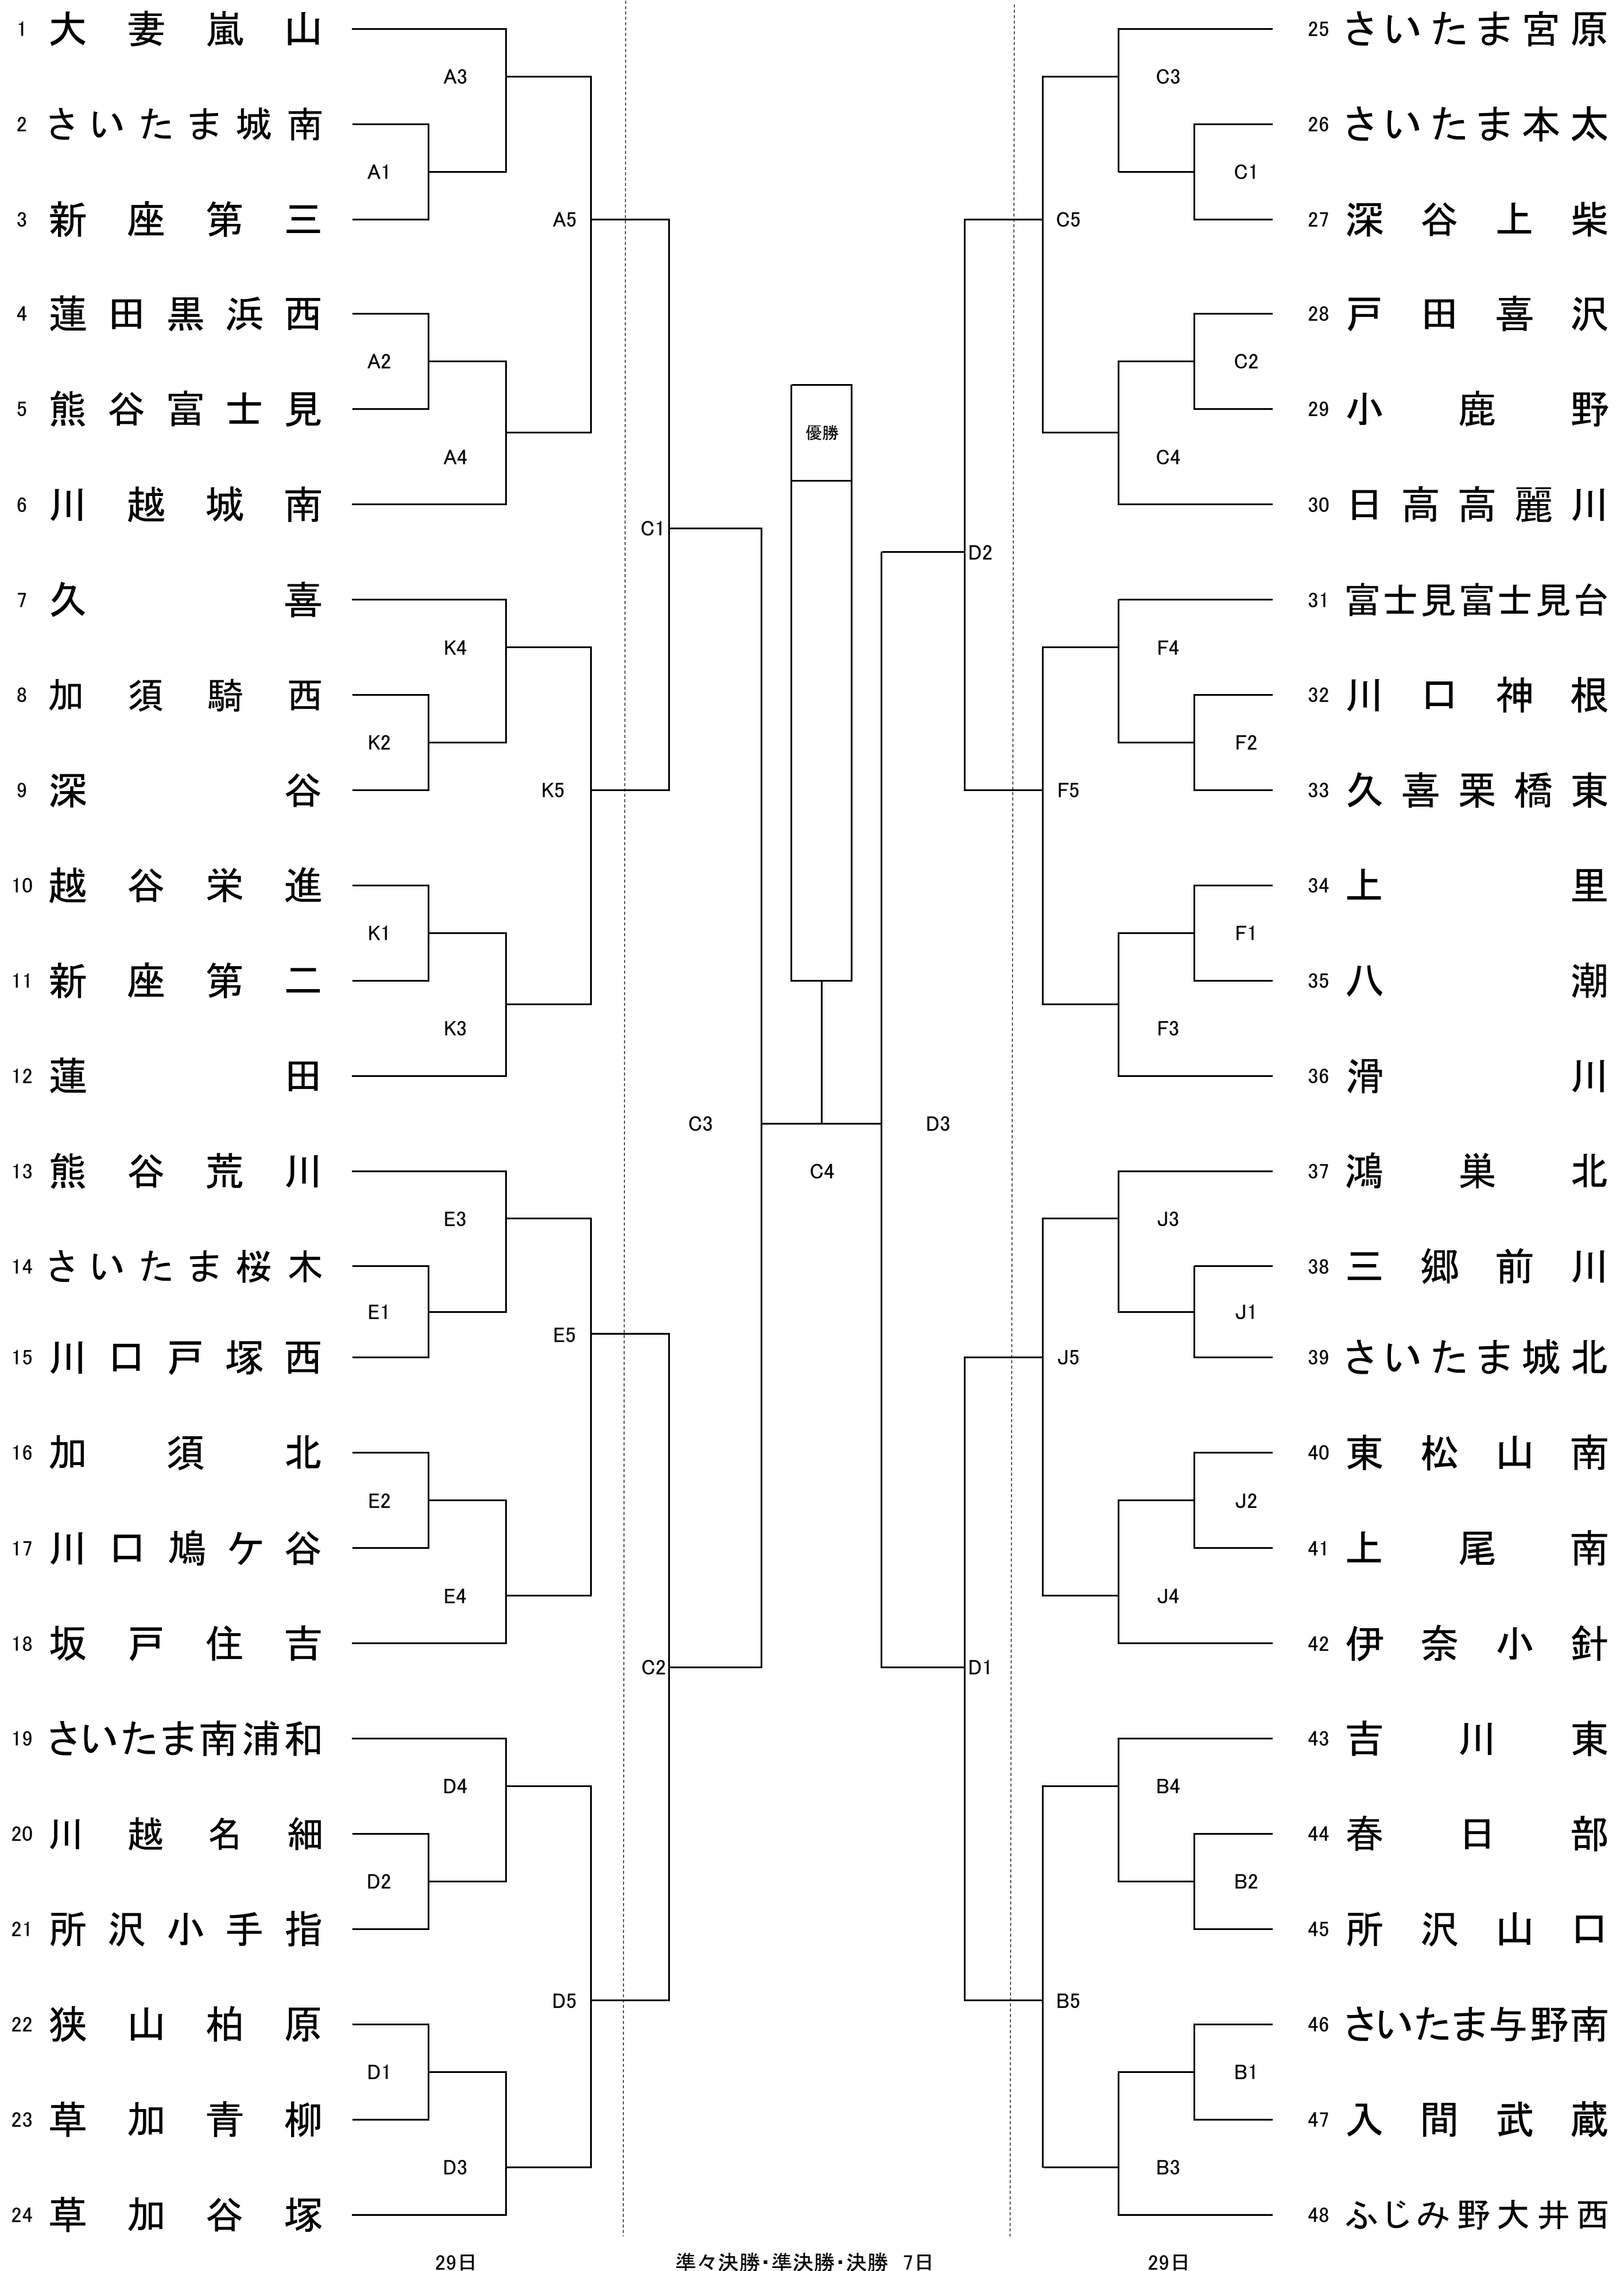 1 大妻嵐山
A3
2 さいたま城南
A1
3 新座第三
A5
4 蓮田黒浜西
A2
5 熊谷富士見
A4
6 川越城南
C1
7 久喜
K4
8 加須騎西
K2
9 深谷
K5
10 越谷栄進
K1
11 新座第二
K3
12 蓮田
C3
13 熊谷荒川
E3
14 さいたま桜木
E1
15 川口戸塚西
E5
16 加須北
E2
17 川口鳩ケ谷
E4
18 坂戸住吉
C2
19 さいたま南浦和
D4
20 川越名細
D2
21 所沢小手指
D5
22 狭山柏原
D1
23 草加青柳
D3
24 草加谷塚
優勝
C4
25 さいたま宮原
C3
26 さいたま本太
C1
27 深谷上柴
C5
28 戸田喜沢
C2
29 小鹿野
C4
30 日高高麗川
D2
31 富士見富士見台
F4
32 川口神根
F2
33 久喜栗橋東
F5
34 上里
F1
35 八潮
F3
36 滑川
D3
37 鴻巣北
J3
38 三郷前川
J1
39 さいたま城北
J5
40 東松山南
J2
41 上尾南
J4
42 伊奈小針
D1
43 吉川東
B4
44 春日部
B2
45 所沢山口
B5
46 さいたま与野南
B1
47 入間武蔵
B3
48 ふじみ野大井西
29日
準々決勝・準決勝・決勝 7日
29日